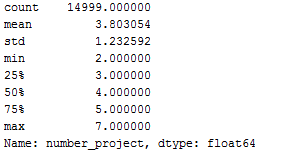 count    14999.000000
mean         3.803054
std          1.232592
min          2.000000
25%          3.000000
50%          4.000000
75%          5.000000
max          7.000000
Name: number_project, dtype: float64